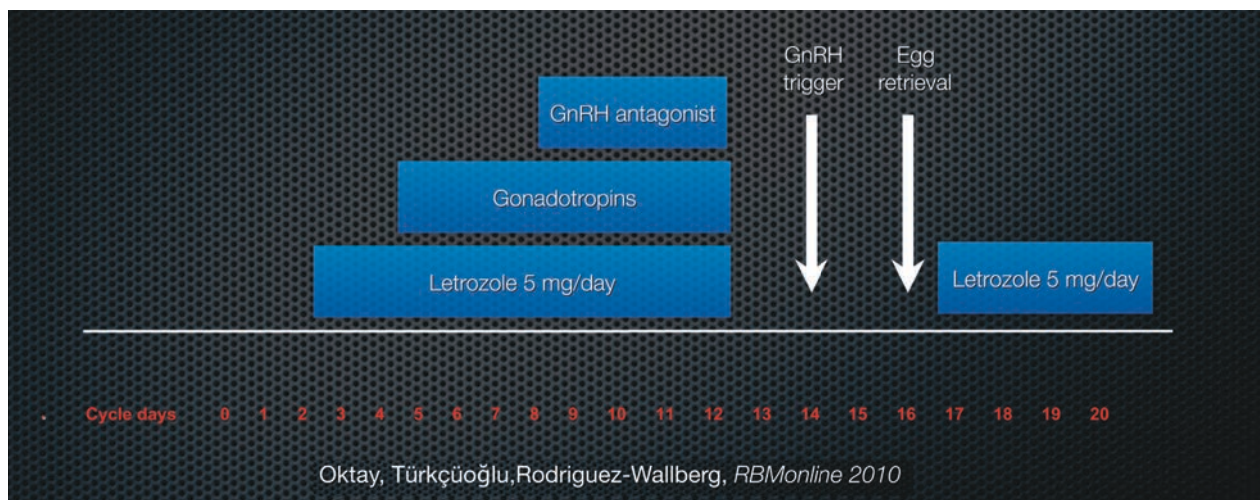 GnRH trigger
Egg retrieval
GnRH antagonist
Gonadotropins
Letrozole 5 mg/day
Letrozole 5 mg/day
. Cycle days 0 1 2 3 4 5 6 7 8 9 10 11 12 13 14 15 16 17 18 19 20
Oktay, Türkçüoğlu,Rodriguez-Wallberg, RBMonline 2010